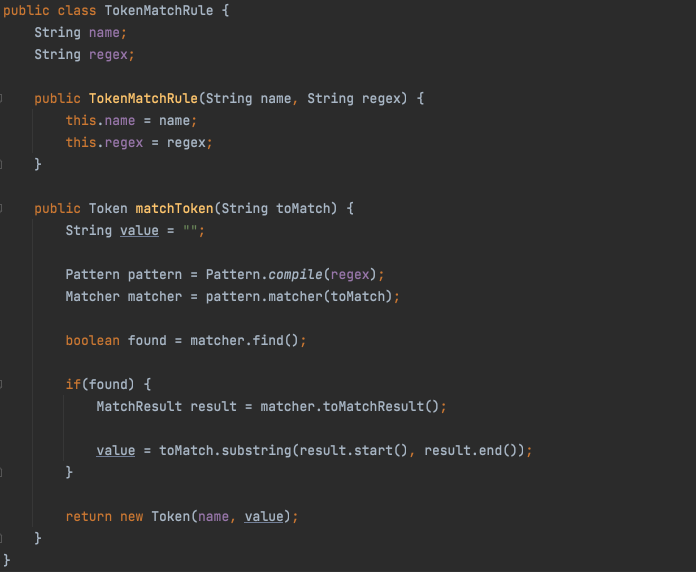 public class TokenMatchRule {
    String name;
    String regex;

    public TokenMatchRule(String name, String regex) {
        this.name = name;
        this.regex = regex;
    }

    public Token matchToken(String toMatch) {
        String value = "";

        Pattern pattern = Pattern.compile(regex);
        Matcher matcher = pattern.matcher(toMatch);

        boolean found = matcher.find();

        if(found) {
            MatchResult result = matcher.toMatchResult();

            value = toMatch.substring(result.start(), result.end());
        }

        return new Token(name, value);
    }
}